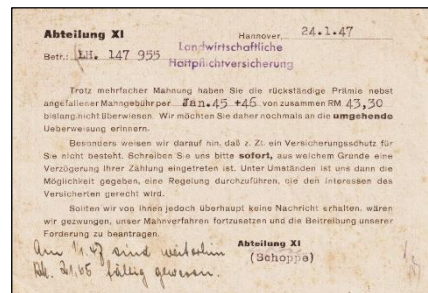 Abteilung XI
Hannover, 24.1.47
Betr.: LH. 147 955
Landwirtschaftliche
Haftpflichtversicherung
Trotz mehrfacher Mahnung haben Sie die rückständige Prämie nebst
angefallener Mahngebühr per Jan.45 +46 von zusammen RM 43,30
bislang nicht überwiesen. Wir möchten Sie daher nochmals an die umgehende
Ueberweisung erinnern.
Besonders weisen wir darauf hin, daß z. Zt. ein Versicherungsschutz für
Sie nicht besteht. Schreiben Sie uns bitte sofort, aus welchem Grunde eine
Verzögerung Ihrer Zahlung eingetreten ist. Unter Umständen ist uns dann die
Möglichkeit gegeben, eine Regelung durchzuführen, die den Interessen des
Versicherten gerecht wird.
Sollten wir von Ihnen jedoch überhaupt keine Nachricht erhalten, wären
wir gezwungen, unser Mahnverfahren fortzusetzen und die Beitreibung unserer
Forderung zu beantragen.
Am 1.1.47 sind weiterhin
RM. 21.65 fällig gewesen.
Abteilung XI
(Schoppe)